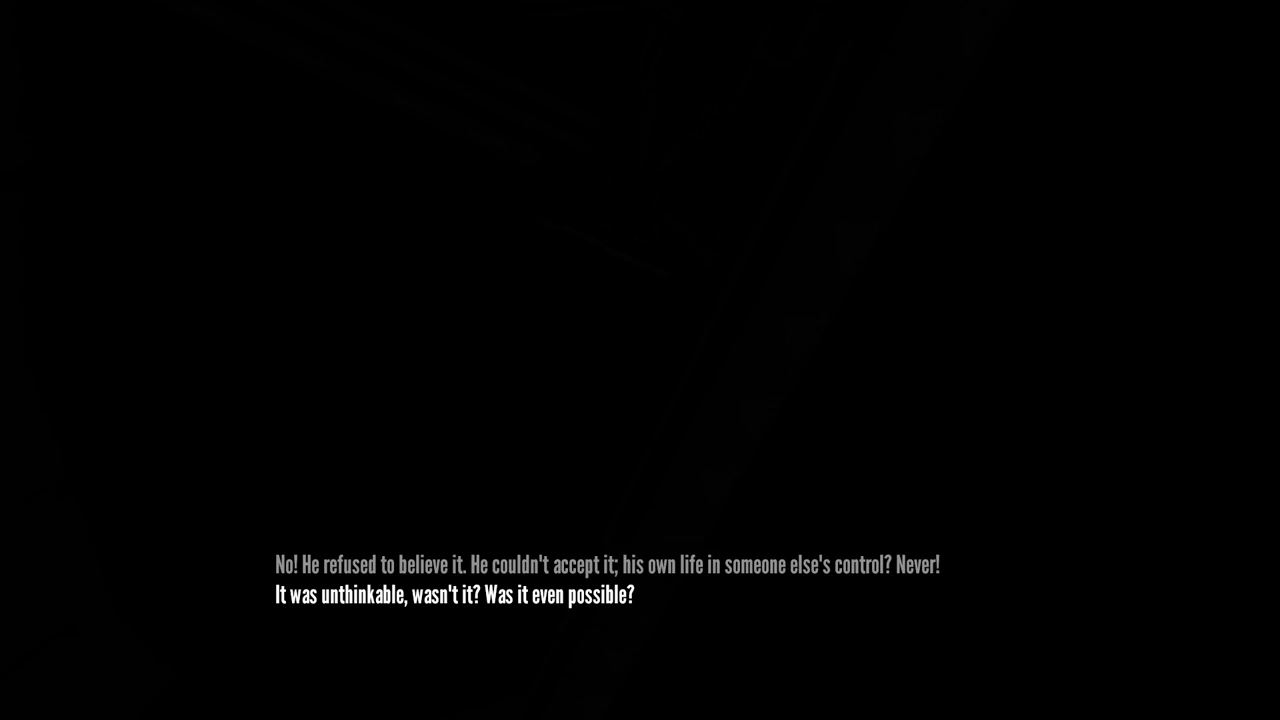 No! He refused to believe it. He couldn't accept it; his own life in someone else's control? Never!
It was unthinkable, wasn't it? Was it even possible?